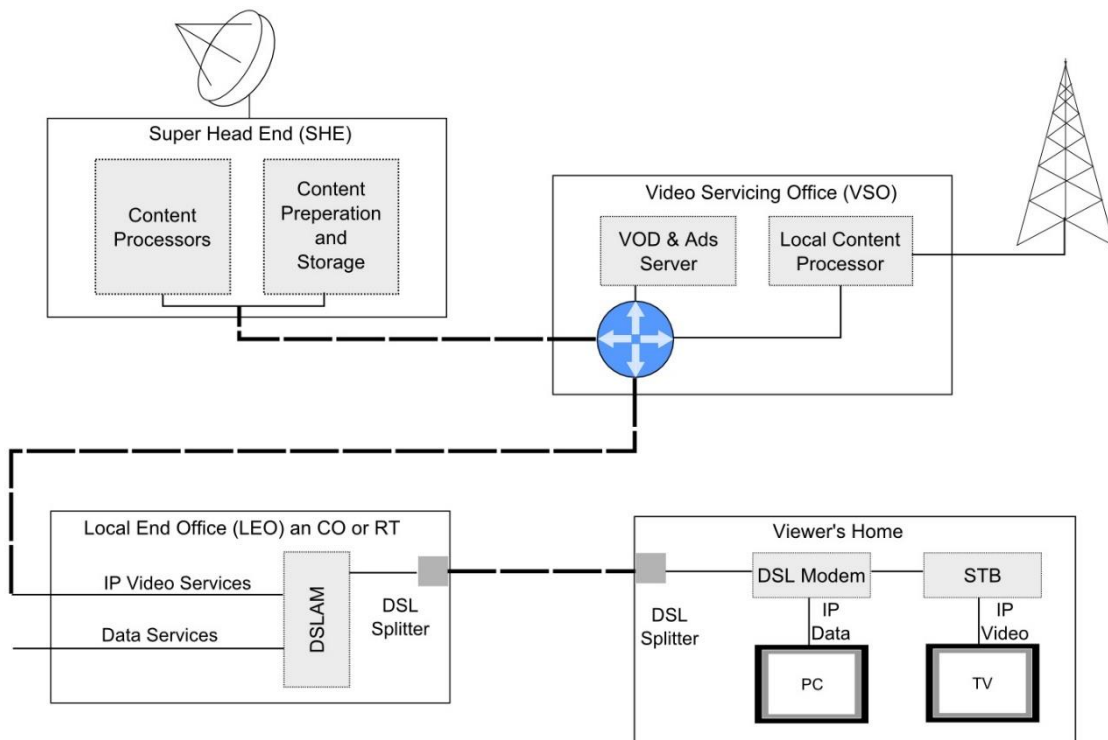 Super Head End (SHE)
Content
Processors
Content
Preperation
and
Storage
Video Servicing Office (VSO)
VOD & Ads
Server
Local Content
Processor
Local End Office (LEO) an CO or RT
IP Video Services
Data Services
DSLAM
DSL
Splitter
Viewer's Home
DSL
Splitter
DSL Modem
STB
IP
Data
IP
Video
PC
TV